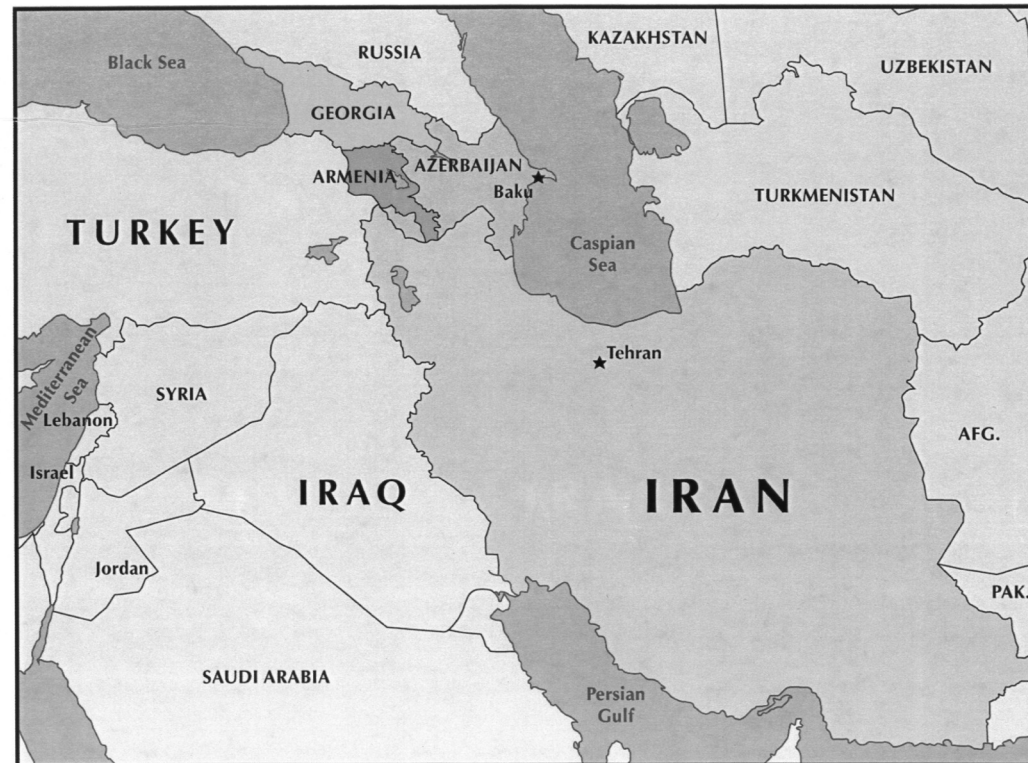 Black Sea
RUSSIA
KAZAKHSTAN
UZBEKISTAN
GEORGIA
ARMENIA
AZERBAIJAN
Baku
TURKMENISTAN
TURKEY
Caspian
Sea
Tehran
Mediterranean
Sea
SYRIA
Lebanon
AFG.
Israel
IRAQ
IRAN
Jordan
PAK.
SAUDI ARABIA
Persian
Gulf